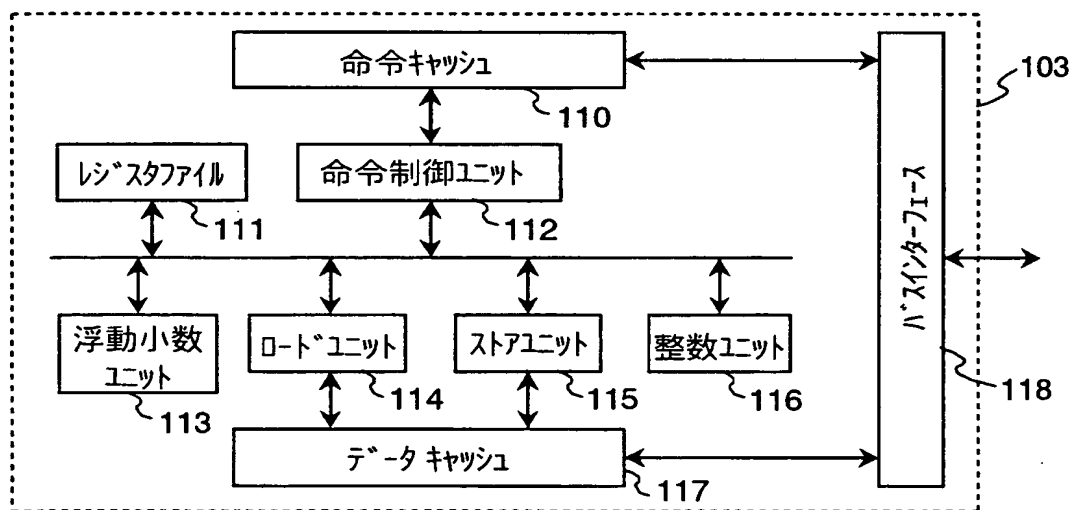 命令キャッシュ
110
103
レジスタファイル
111
命令制御ユニット
112
バスインターフェース
118
浮動小数
ユニット
113
ロードユニット
114
ストアユニット
115
整数ユニット
116
データキャッシュ
117